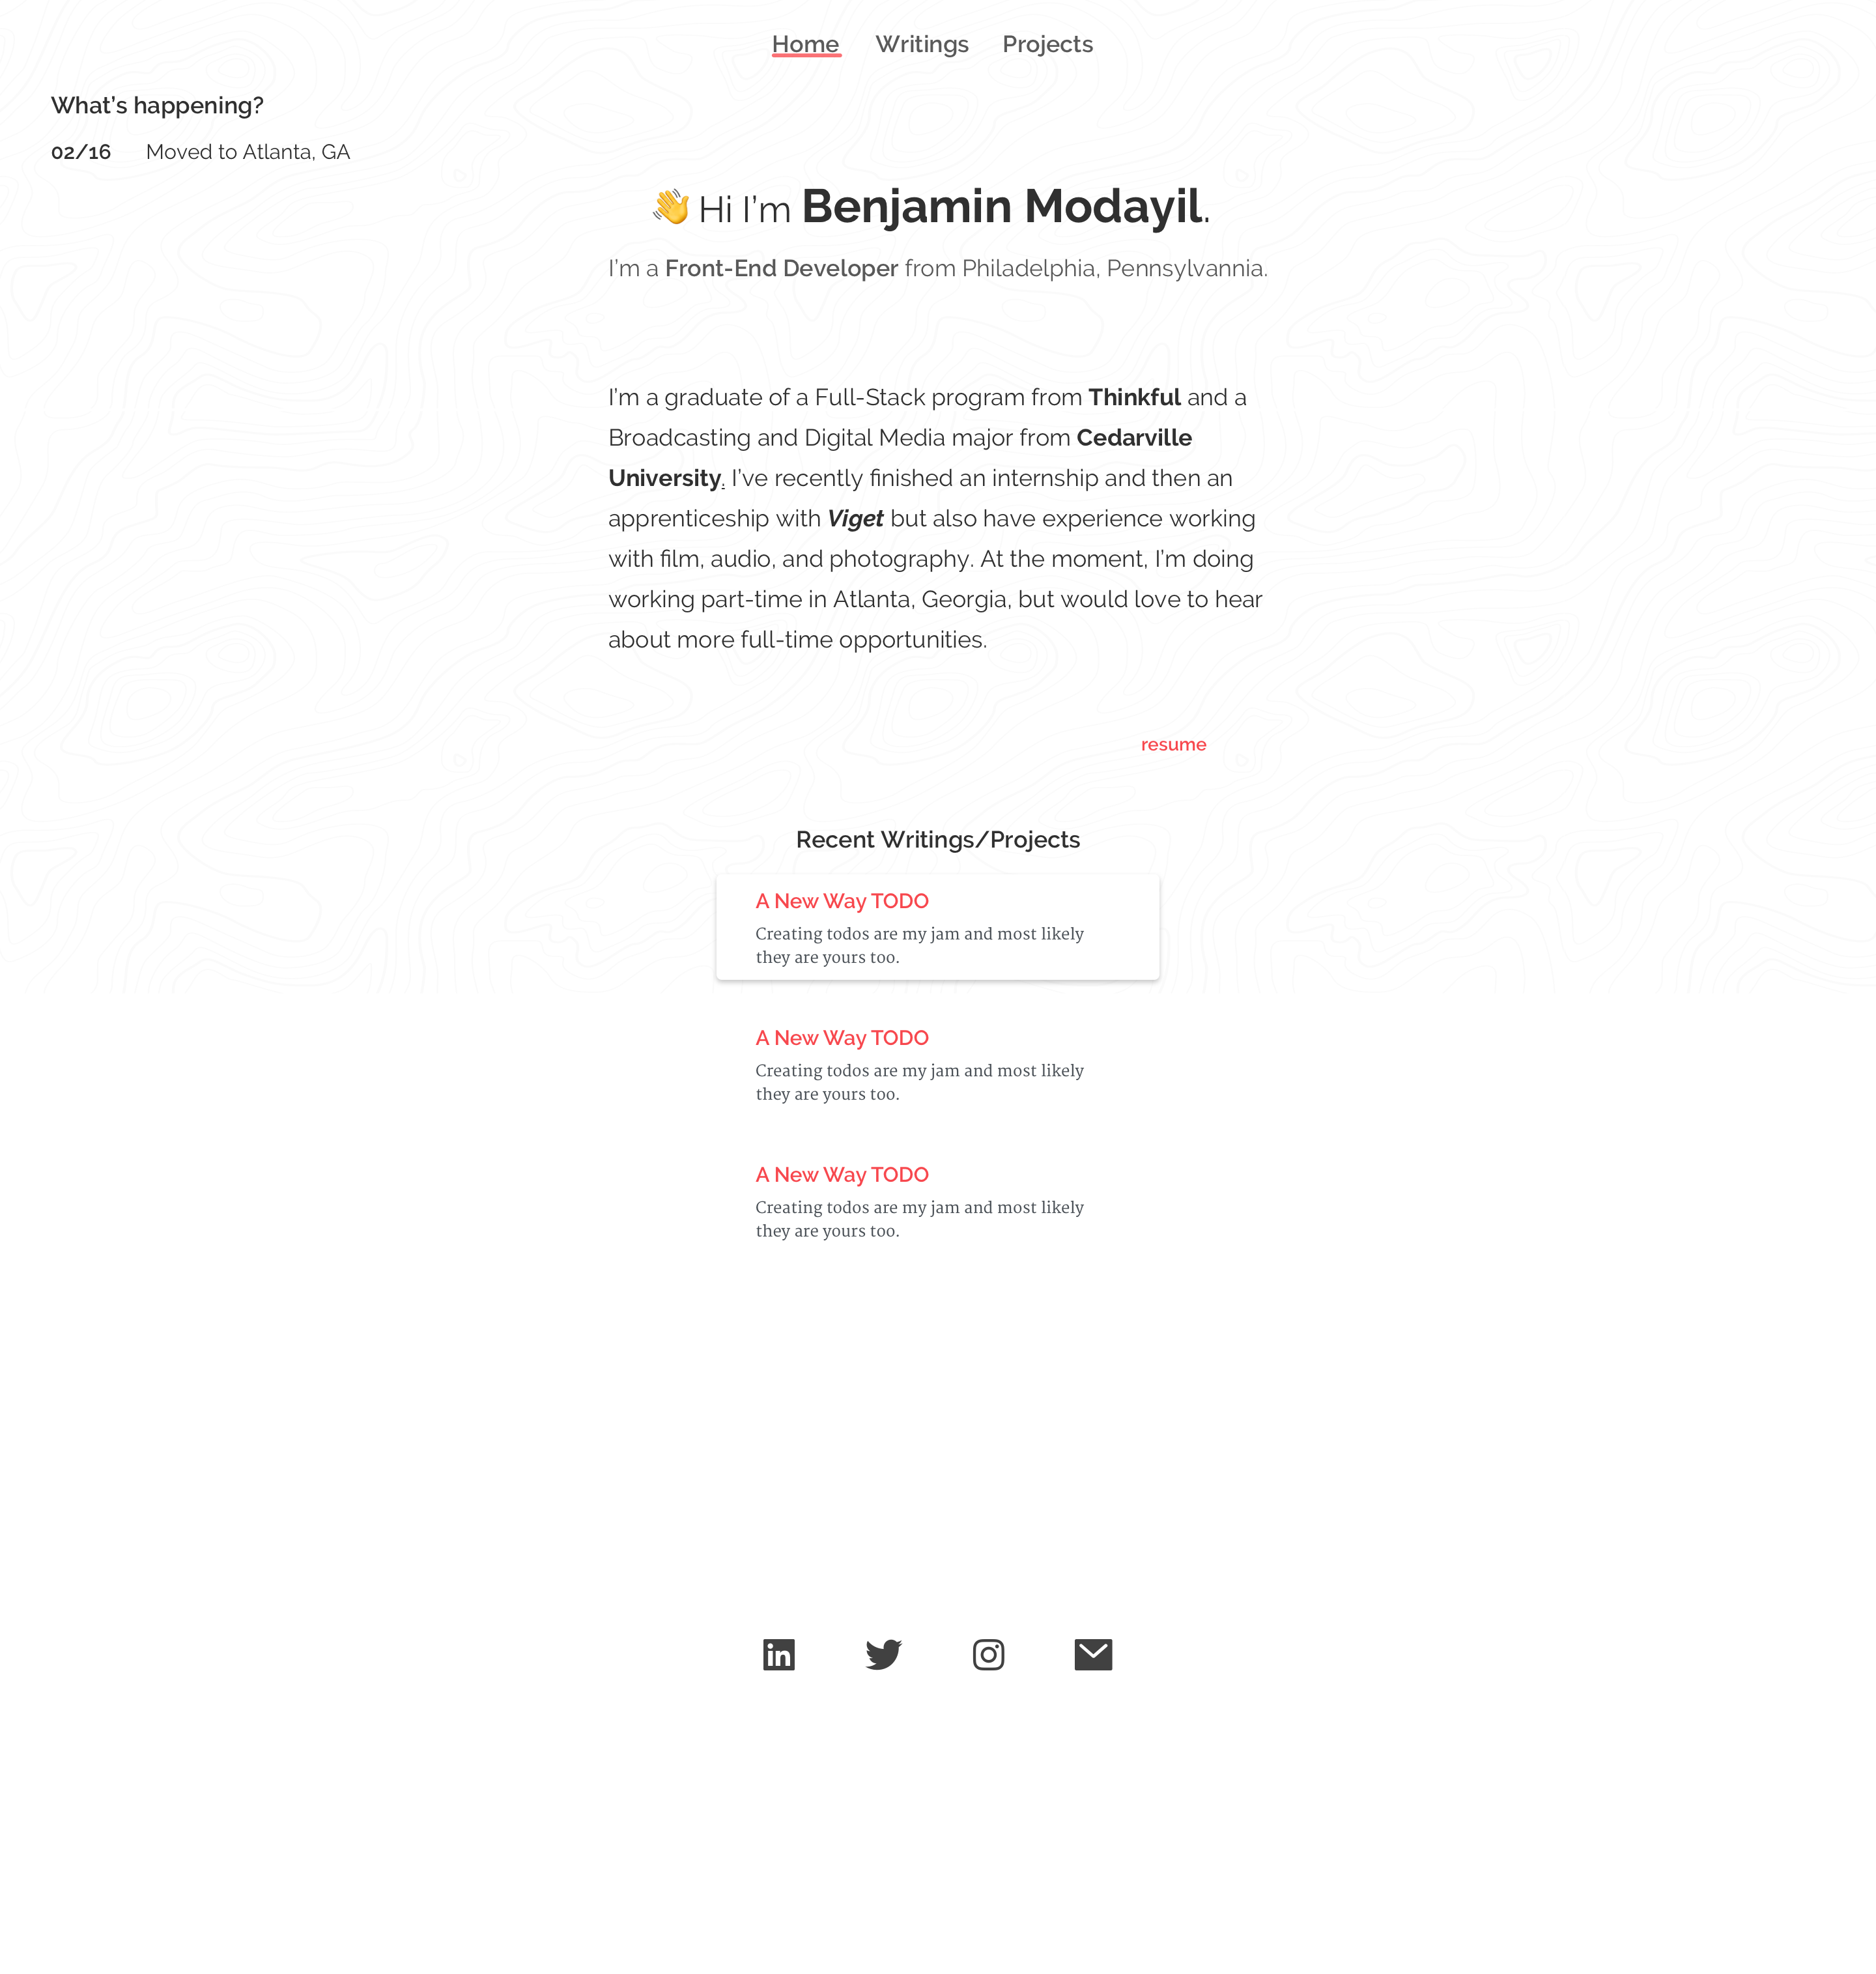 Home Writings Projects
What’s happening?
02/16 Moved to Atlanta, GA
👋 Hi I’m Benjamin Modayil.
I’m a Front-End Developer from Philadelphia, Pennsylvannia.
I’m a graduate of a Full-Stack program from Thinkful and a
Broadcasting and Digital Media major from Cedarville
University. I’ve recently finished an internship and then an
apprenticeship with Viget but also have experience working
with film, audio, and photography. At the moment, I’m doing
working part-time in Atlanta, Georgia, but would love to hear
about more full-time opportunities.
resume
Recent Writings/Projects
A New Way TODO
Creating todos are my jam and most likely
they are yours too.
A New Way TODO
Creating todos are my jam and most likely
they are yours too.
A New Way TODO
Creating todos are my jam and most likely
they are yours too.